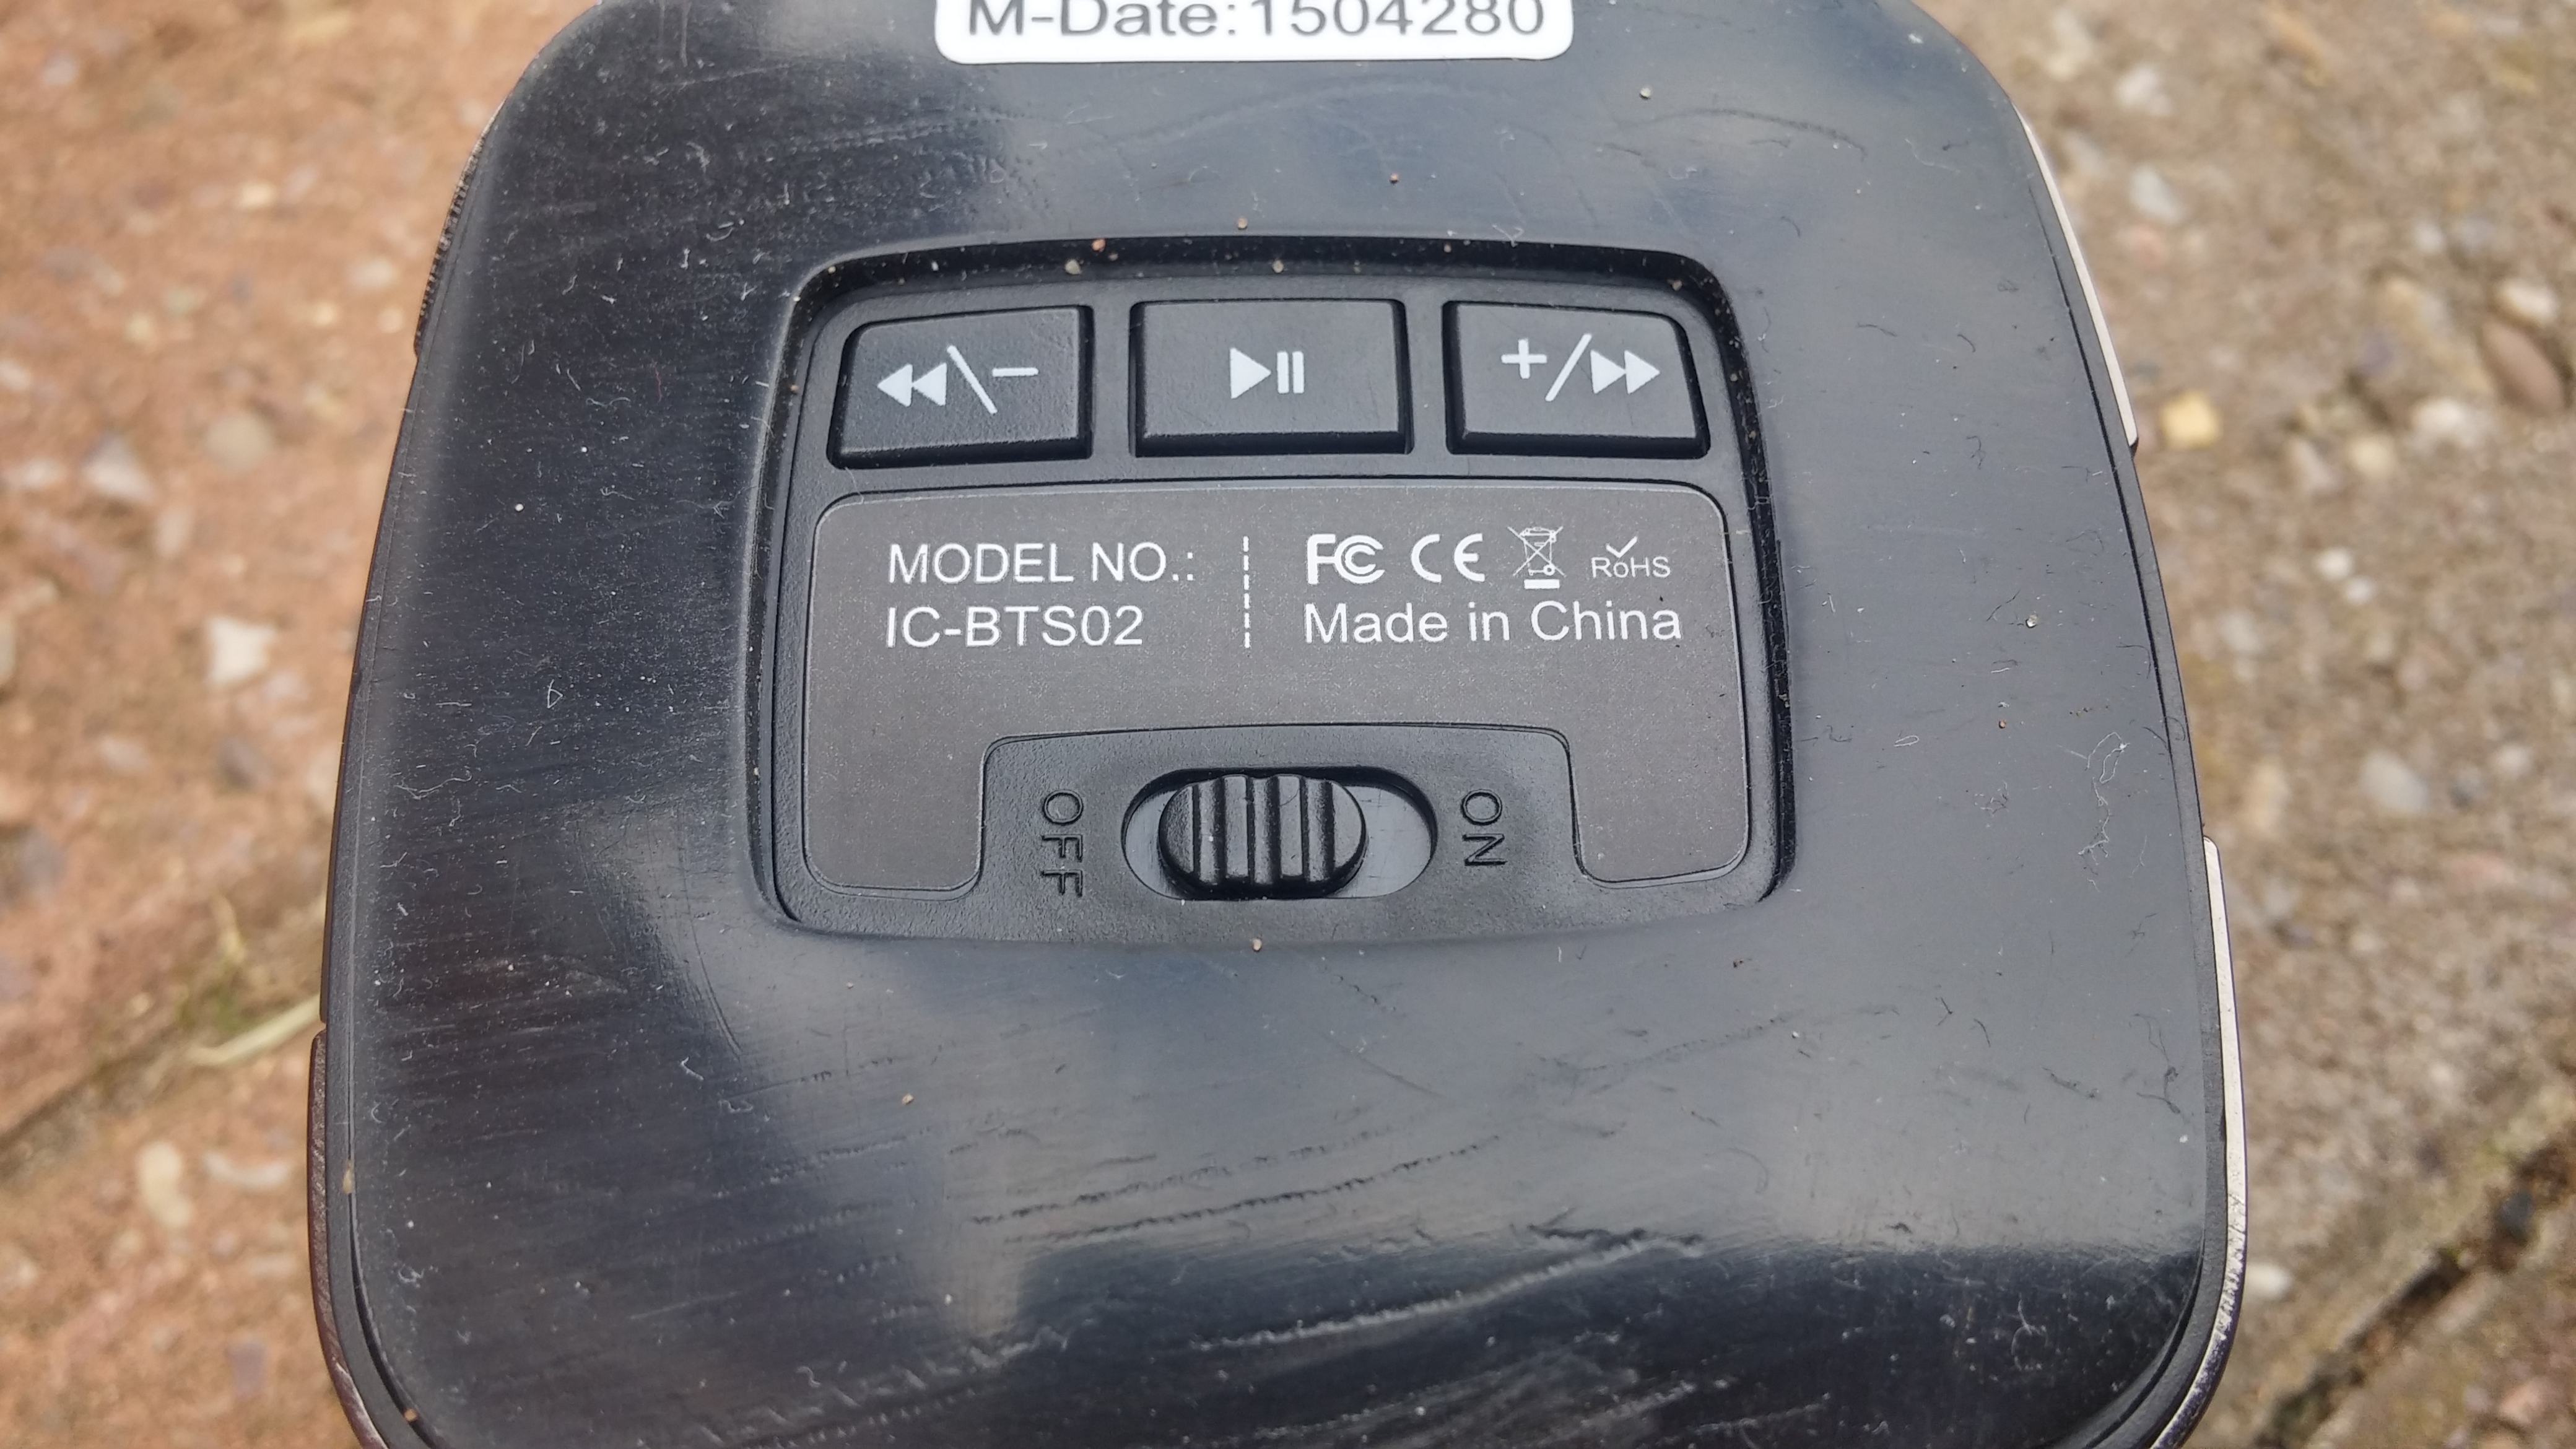 M-Date:1504280
MODEL NO.:
IC-BTS02
FC CE RoHS
Made in China
OFF
ON